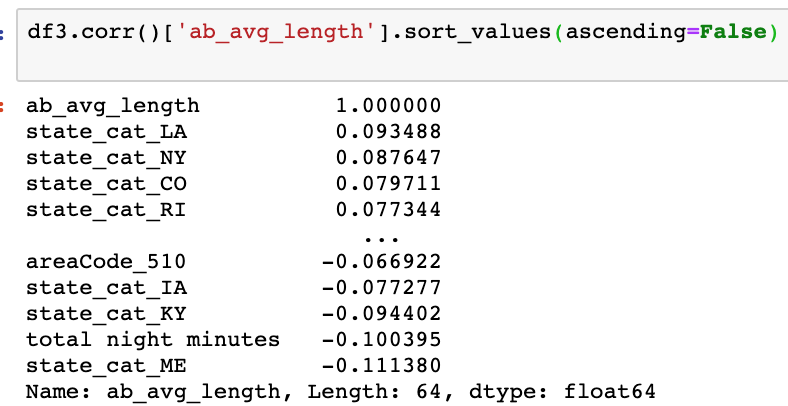 df3.corr()['ab_avg_length'].sort_values(ascending=False)
ab_avg_length 1.000000
state_cat_LA 0.093488
state_cat_NY 0.087647
state_cat_CO 0.079711
state_cat_RI 0.077344
...
areaCode_510 -0.066922
state_cat_IA -0.077277
state_cat_KY -0.094402
total night minutes -0.100395
state_cat_ME -0.111380
Name: ab_avg_length, Length: 64, dtype: float64